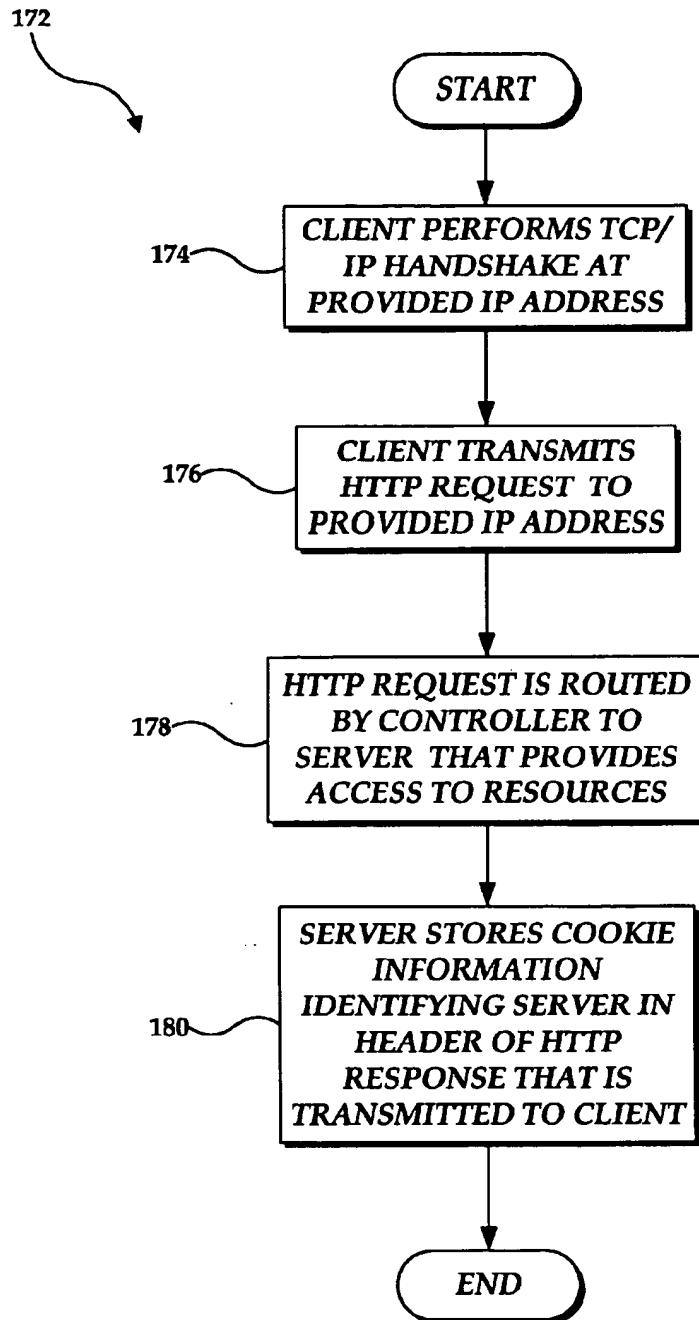 172
START
174
CLIENT PERFORMS TCP/
IP HANDSHAKE AT
PROVIDED IP ADDRESS
176
CLIENT TRANSMITS
HTTP REQUEST TO
PROVIDED IP ADDRESS
178
HTTP REQUEST IS ROUTED
BY CONTROLLER TO
SERVER THAT PROVIDES
ACCESS TO RESOURCES
180
SERVER STORES COOKIE
INFORMATION
IDENTIFYING SERVER IN
HEADER OF HTTP
RESPONSE THAT IS
TRANSMITTED TO CLIENT
END